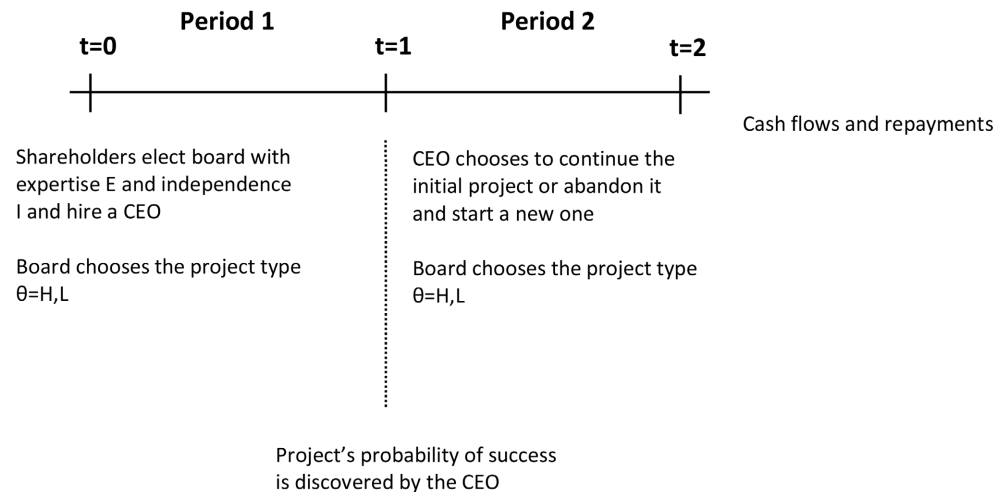 Period 1
Period 2
t=0
t=1
t=2
Cash flows and repayments
Shareholders elect board with
expertise E and independence
I and hire a CEO
Board chooses the project type
θ=H,L
CEO chooses to continue the
initial project or abandon it
and start a new one
Board chooses the project type
θ=H,L
Project's probability of success
is discovered by the CEO